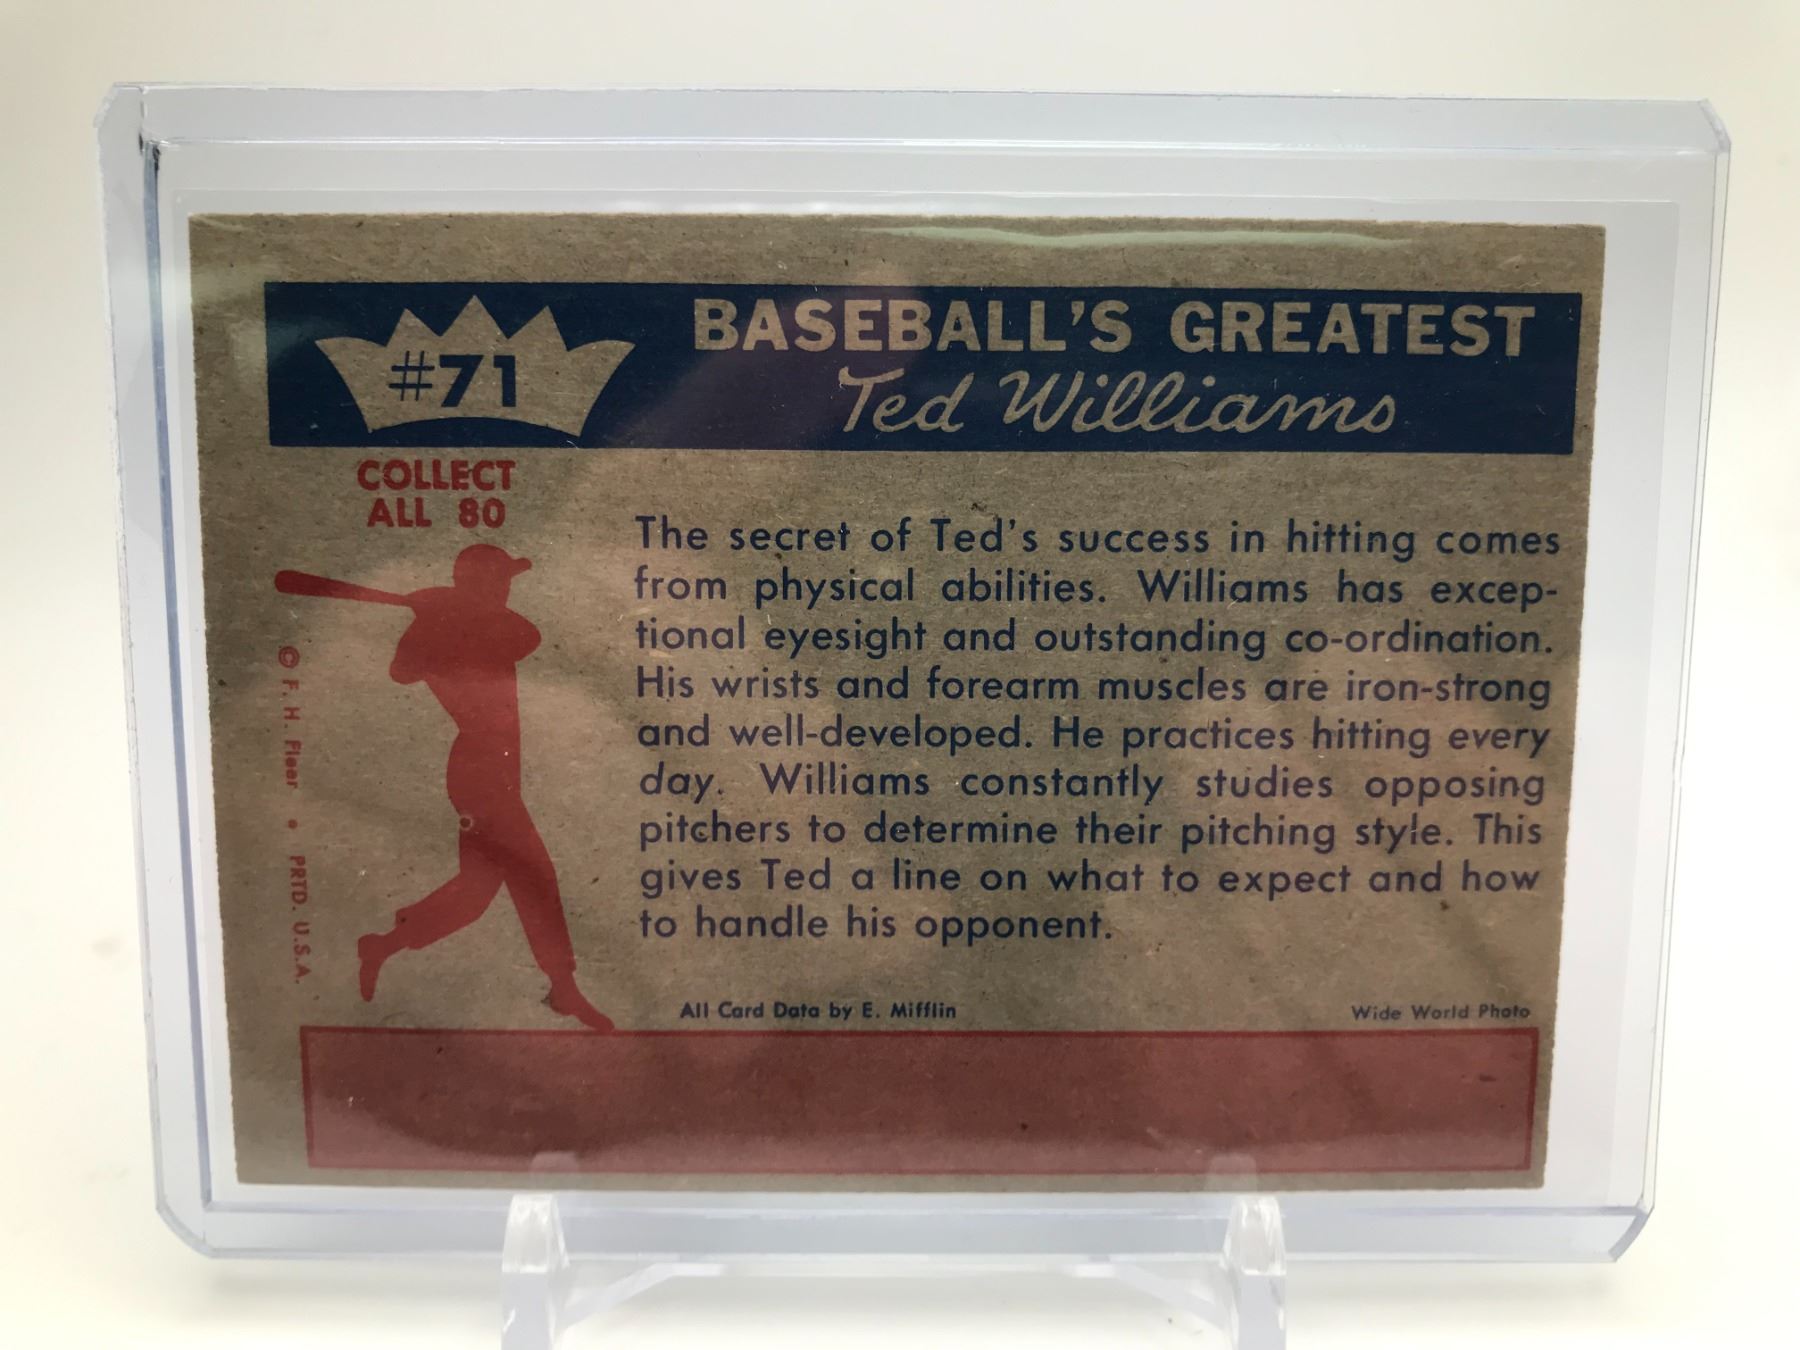 #71
BASEBALL'S GREATEST
Ted Williams
COLLECT
ALL 80
The secret of Ted's success in hitting comes
from physical abilities. Williams has excep-
tional eyesight and outstanding co-ordination.
His wrists and forearm muscles are iron-strong
and well-developed. He practices hitting every
day. Williams constantly studies opposing
pitchers to determine their pitching style. This
gives Ted a line on what to expect and how
to handle his opponent.
© F. H. Fleer • PRTD. U.S.A.
All Card Data by E. Mifflin
Wide World Photo